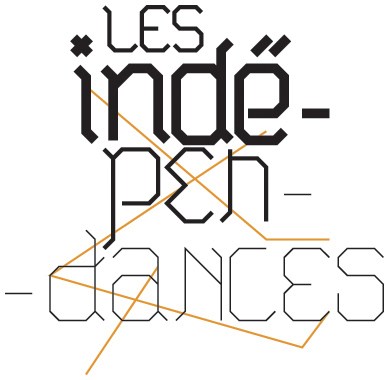 LES
indé-
pEn-
-dANCES